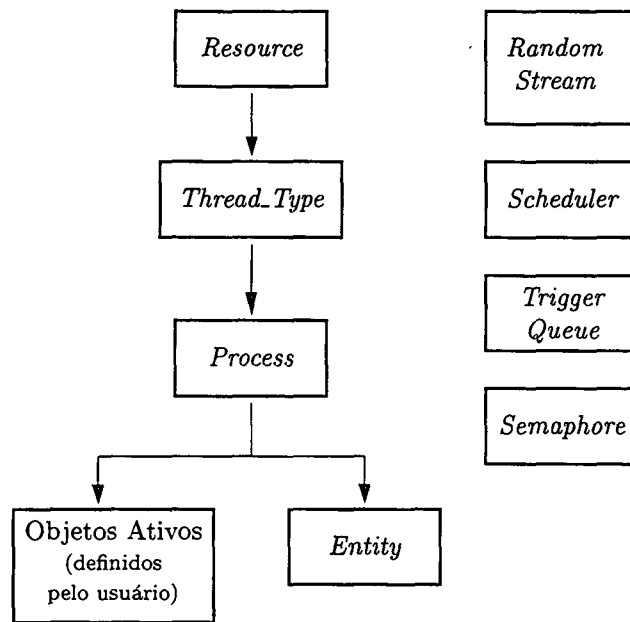 Resource
Random
Stream
Thread_Type
Scheduler
Trigger
Queue
Process
Semaphore
Objetos Ativos
(definidos
pelo usuário)
Entity